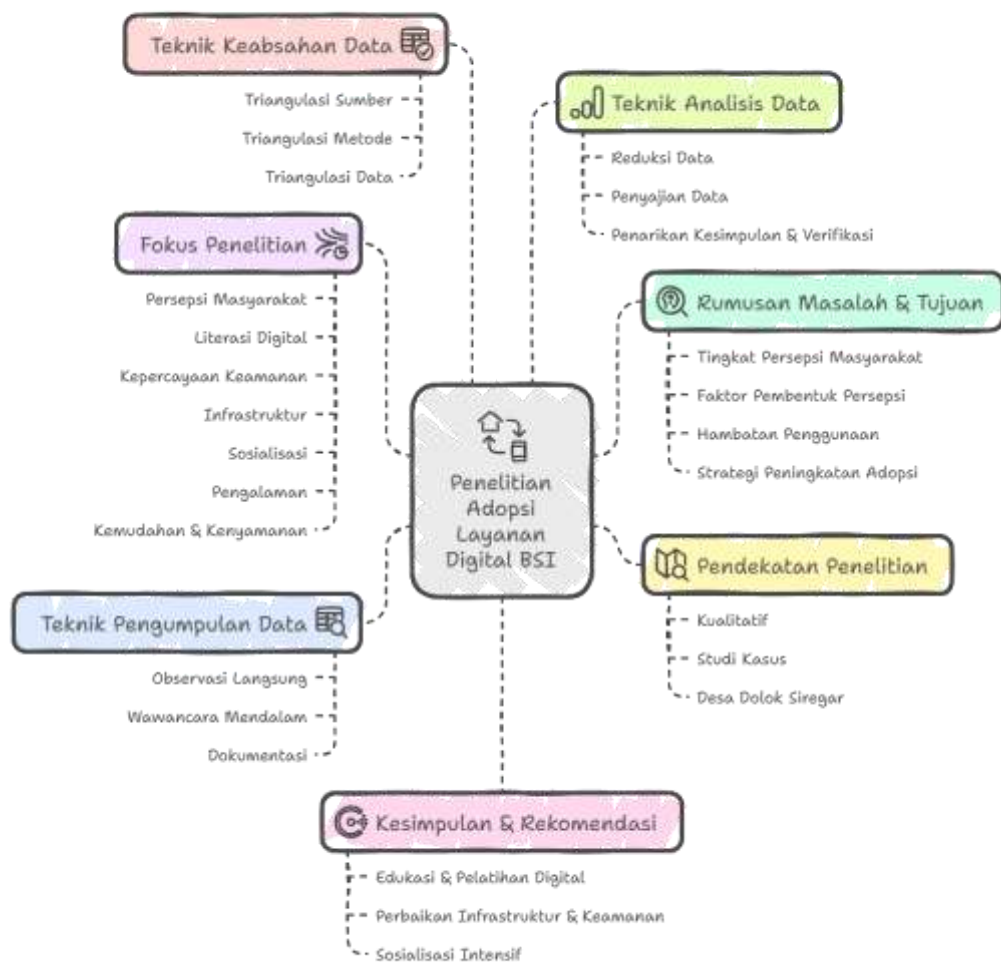 Teknik Keabsahan Data
Triangulasi Sumber
Triangulasi Metode
Triangulasi Data
Teknik Analisis Data
Reduksi Data
Penyajian Data
Penarikan Kesimpulan & Verifikasi
Fokus Penelitian
Persepsi Masyarakat
Literasi Digital
Kepercayaan Keamanan
Infrastruktur
Sosialisasi
Pengalaman
Kemudahan & Kenyamanan
Rumusan Masalah & Tujuan
Tingkat Persepsi Masyarakat
Faktor Pembentuk Persepsi
Hambatan Penggunaan
Strategi Peningkatan Adopsi
Penelitian
Adopsi
Layanan
Digital BSI
Pendekatan Penelitian
Kualitatif
Studi Kasus
Desa Dolok Siregar
Teknik Pengumpulan Data
Observasi Langsung
Wawancara Mendalam
Dokumentasi
Kesimpulan & Rekomendasi
Edukasi & Pelatihan Digital
Perbaikan Infrastruktur & Keamanan
Sosialisasi Intensif